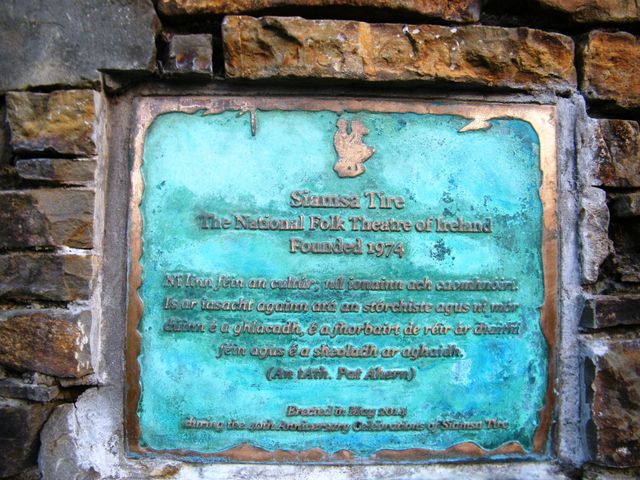 Siamsa Tíre
The National Folk Theatre of Ireland
Founded 1974
Ní linn féin an cultúr; níl ionainn ach caomhnóirí.
Is ar iasacht againn atá an stórchiste agus ní mór
dúinn é a ghlacadh, é a fhorbairt de réir ár dtuirt
féin agus é a sheoladh ar aghaidh.
(An tAth. Pat Ahern)
Erected in May 2014
during the 40th Anniversary Celebrations of Siamsa Tíre